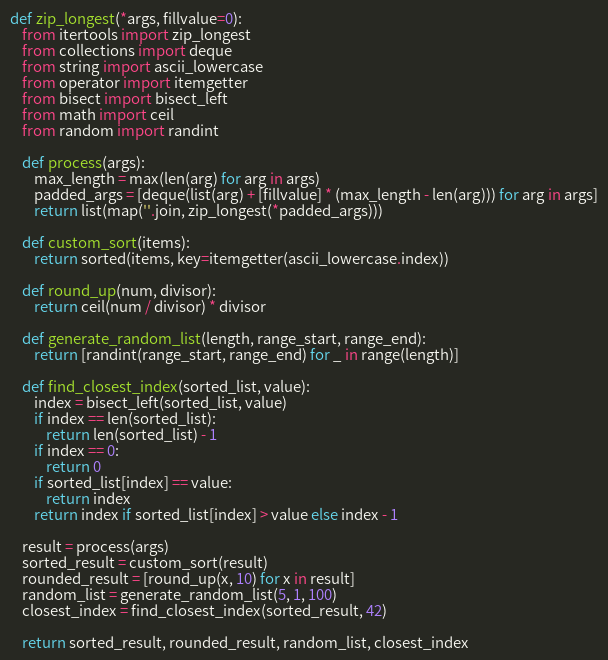 def zip_longest(*args, fillvalue=0):
    from itertools import zip_longest
    from collections import deque
    from string import ascii_lowercase
    from operator import itemgetter
    from bisect import bisect_left
    from math import ceil
    from random import randint

    def process(args):
        max_length = max(len(arg) for arg in args)
        padded_args = [deque(list(arg) + [fillvalue] * (max_length - len(arg))) for arg in args]
        return list(map(''.join, zip_longest(*padded_args)))

    def custom_sort(items):
        return sorted(items, key=itemgetter(ascii_lowercase.index))

    def round_up(num, divisor):
        return ceil(num / divisor) * divisor

    def generate_random_list(length, range_start, range_end):
        return [randint(range_start, range_end) for _ in range(length)]

    def find_closest_index(sorted_list, value):
        index = bisect_left(sorted_list, value)
        if index == len(sorted_list):
            return len(sorted_list) - 1
        if index == 0:
            return 0
        if sorted_list[index] == value:
            return index
        return index if sorted_list[index] > value else index - 1

    result = process(args)
    sorted_result = custom_sort(result)
    rounded_result = [round_up(x, 10) for x in result]
    random_list = generate_random_list(5, 1, 100)
    closest_index = find_closest_index(sorted_result, 42)

    return sorted_result, rounded_result, random_list, closest_index